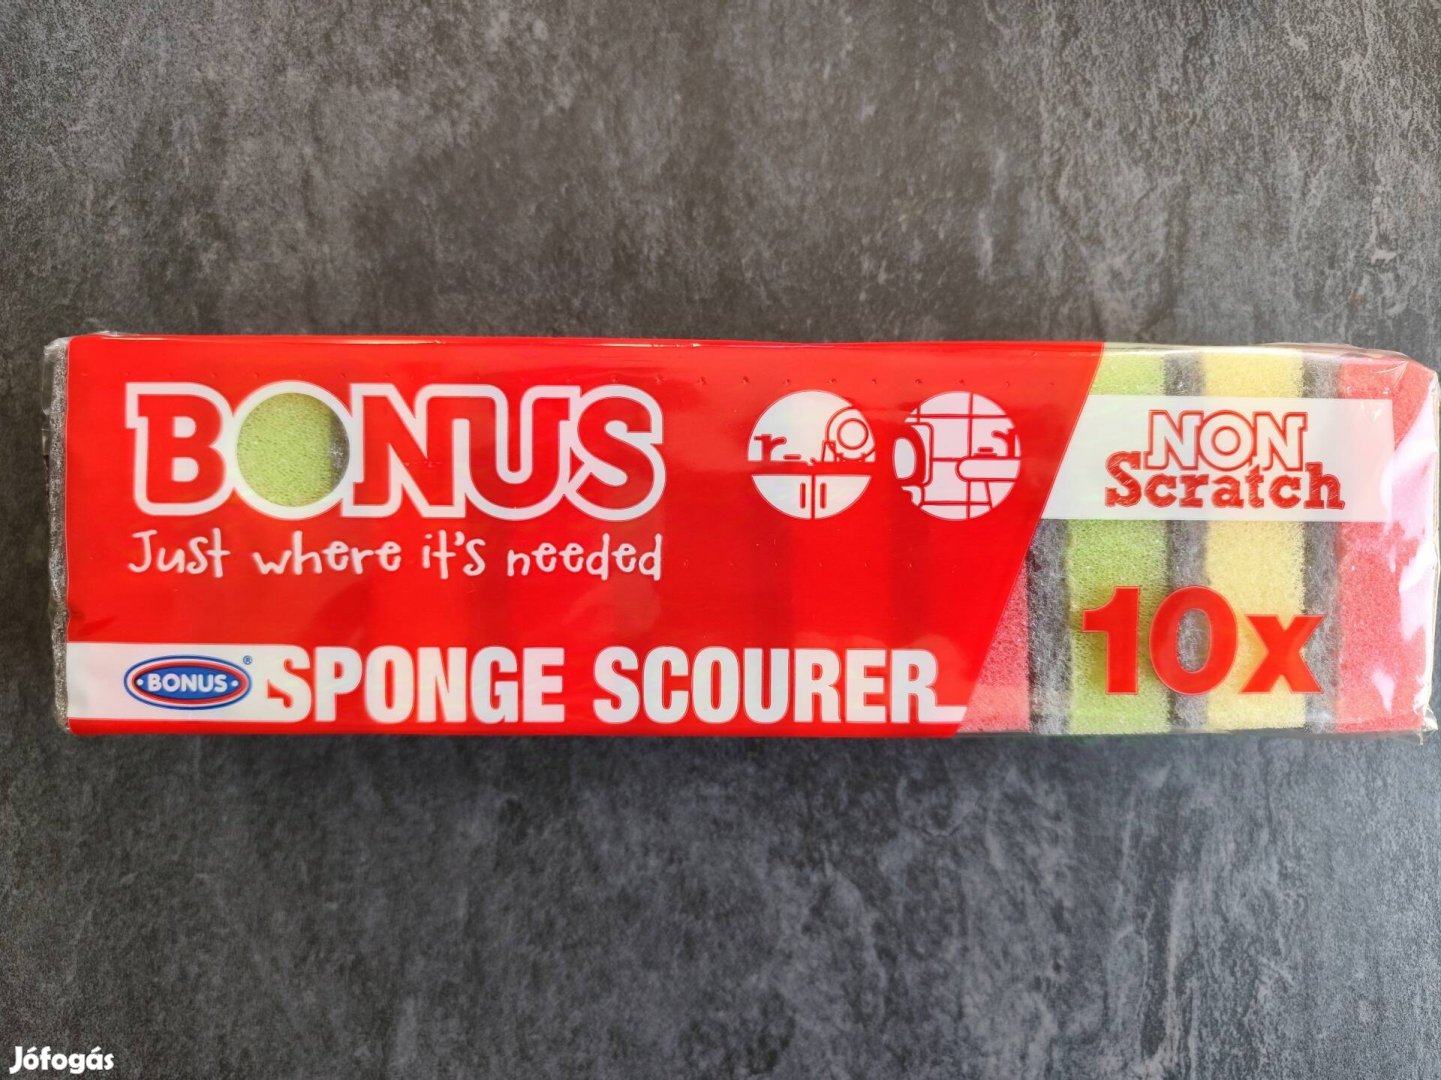 BONUS
Just where it's needed
NON
Scratch
10x
BONUS®
SPONGE SCOURER
Jófogás